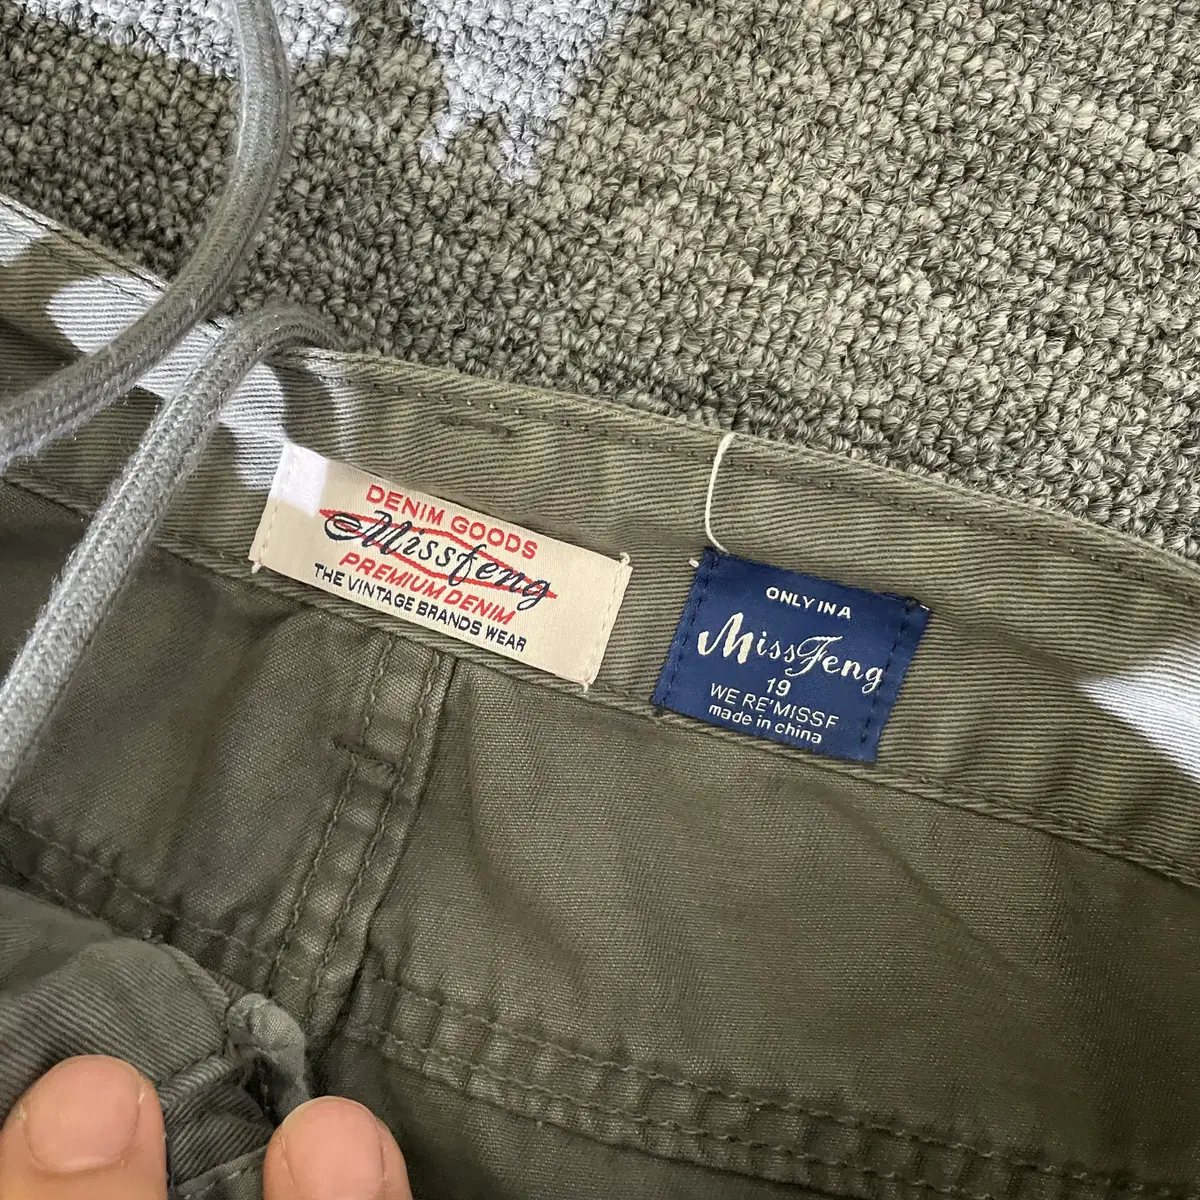 DENIM GOODS
Missfeng
PREMIUM DENIM
THE VINTAGE BRANDS WEAR
ONLY IN A
MissFeng
19
WE RE'MISSF
made in china